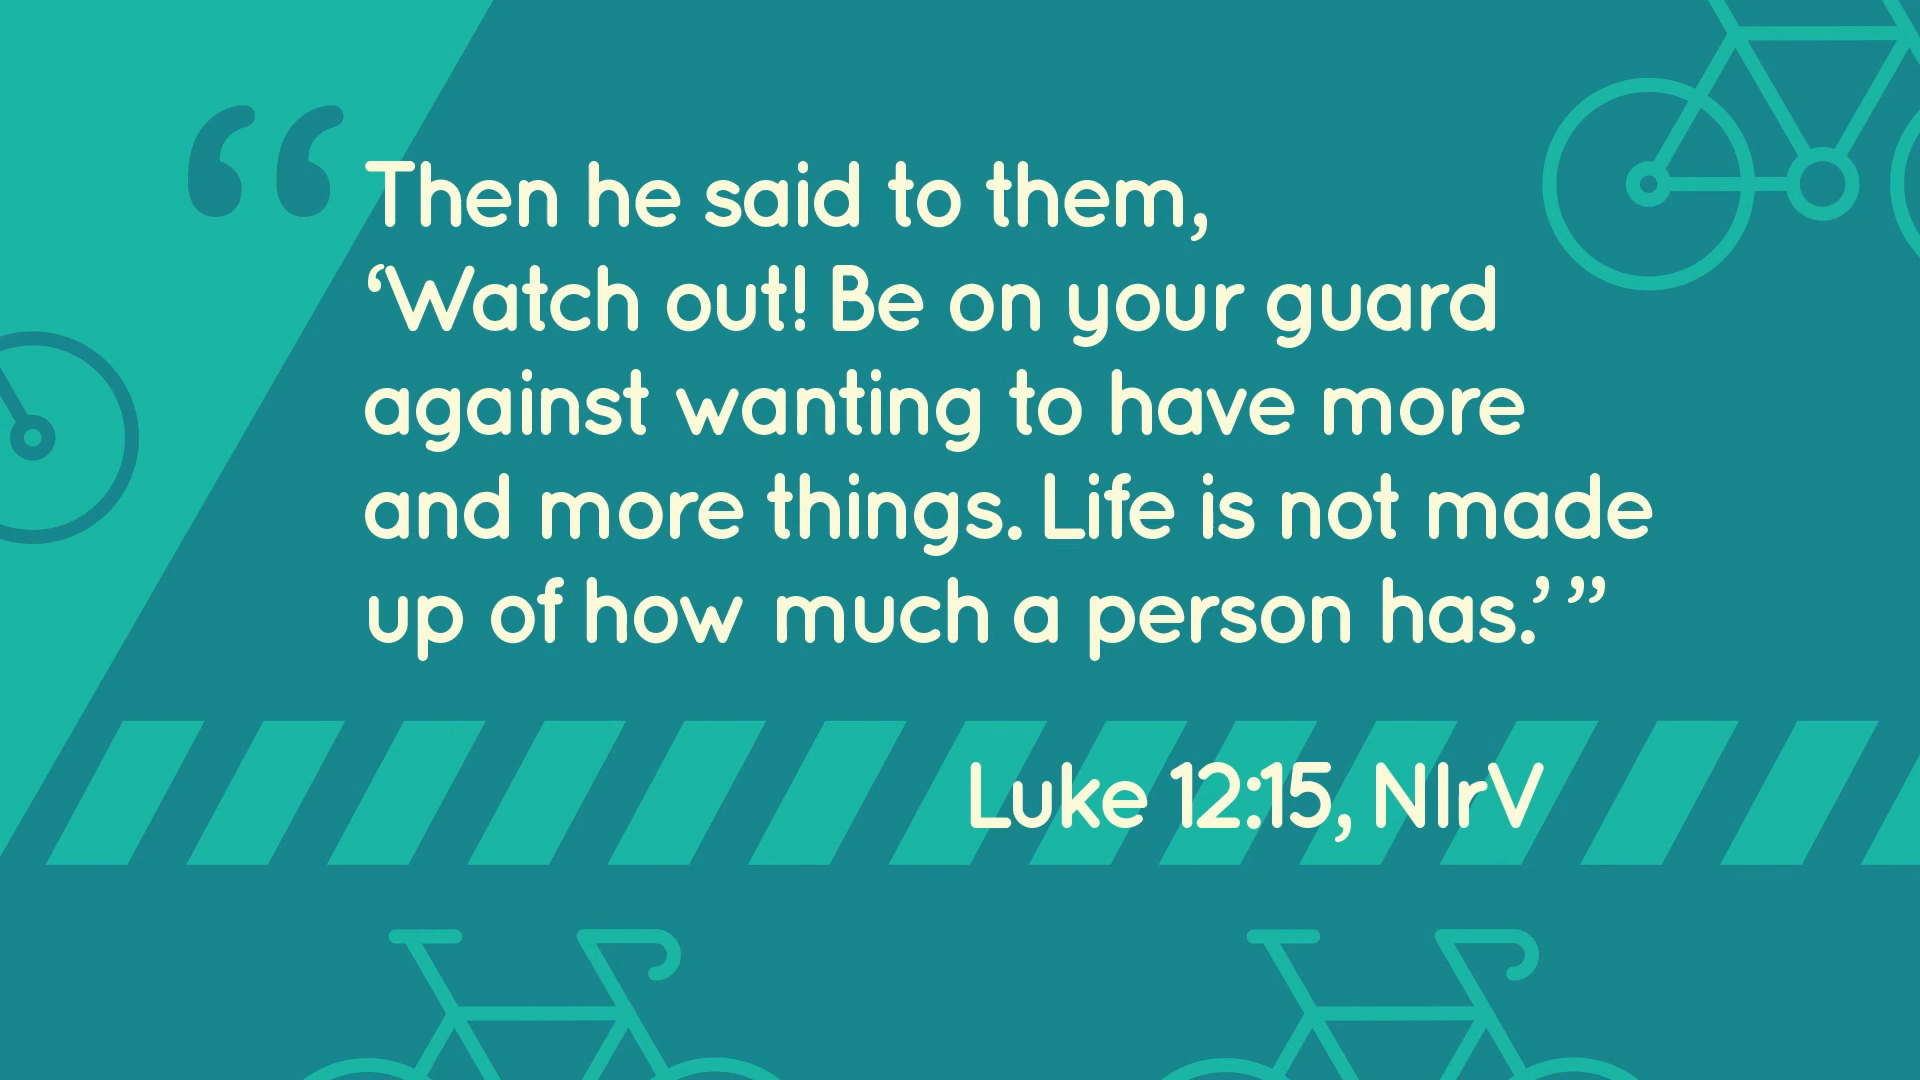 “Then he said to them,
‘Watch out! Be on your guard
against wanting to have more
and more things. Life is not made
up of how much a person has.’ ”
Luke 12:15, NIrV